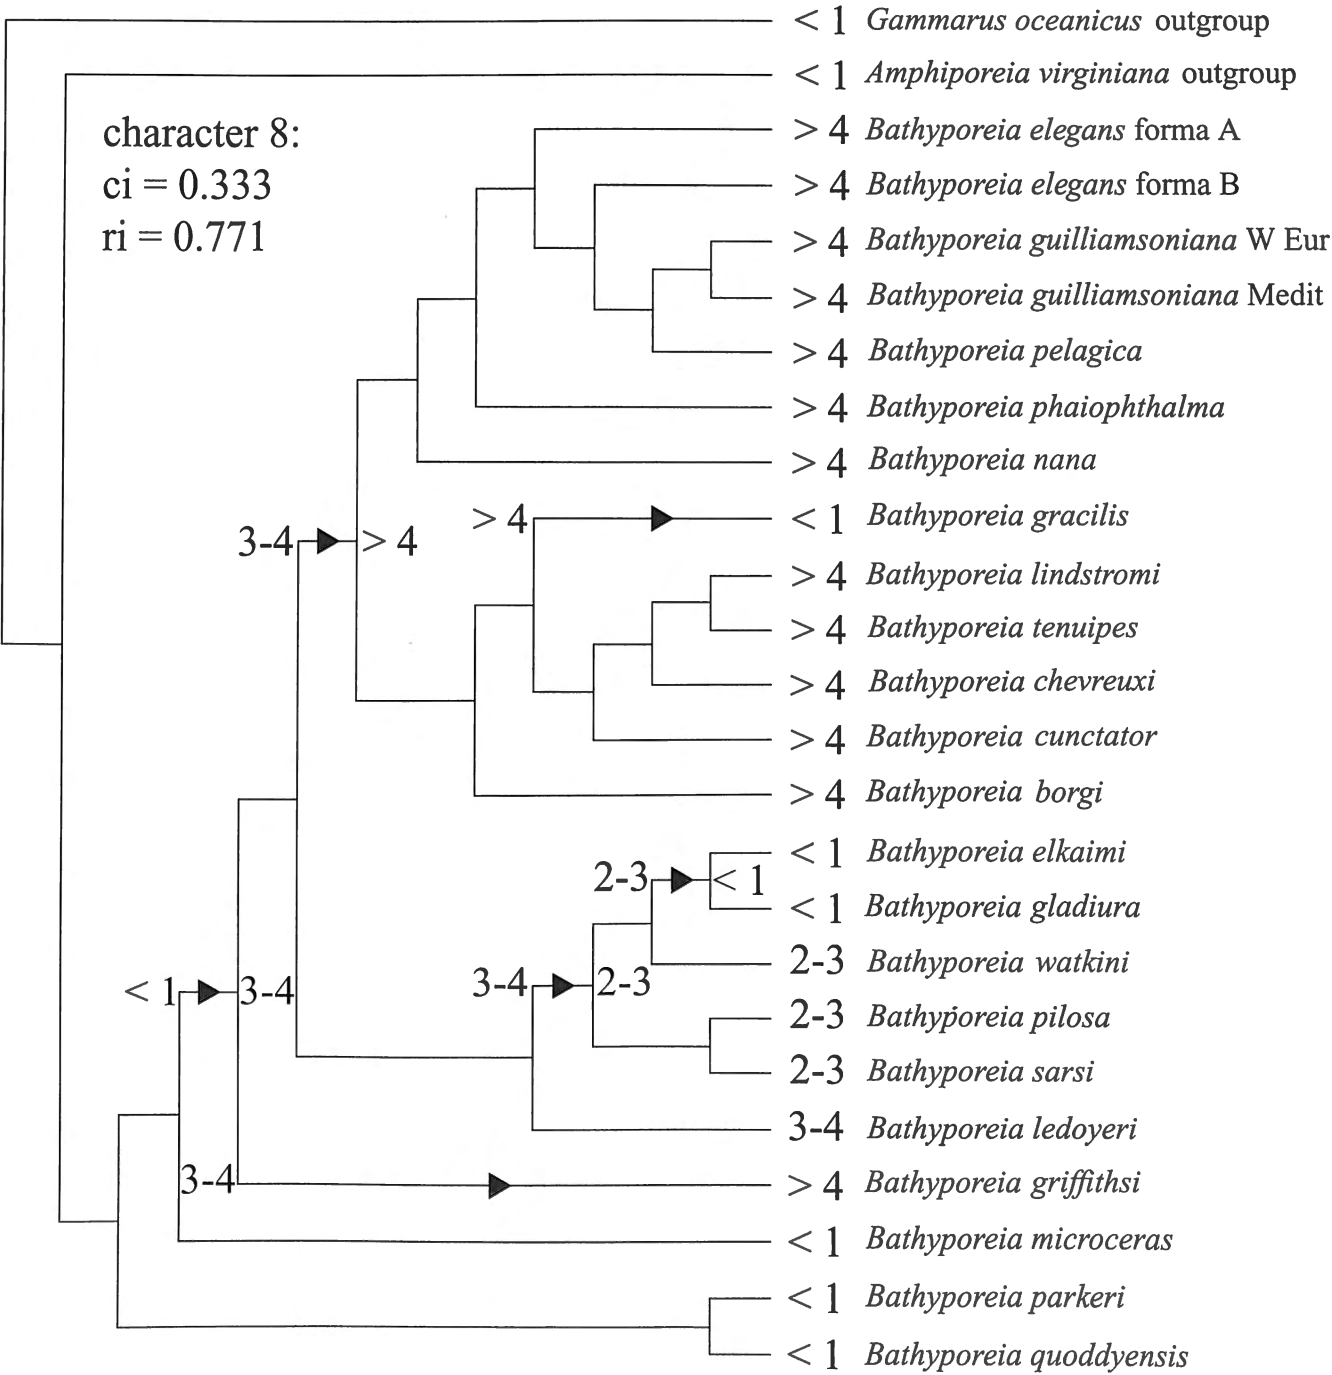 < 1 Gammarus oceanicus outgroup
< 1 Amphiporeia virginiana outgroup
character 8:
ci = 0.333
ri = 0.771
> 4 Bathyporeia elegans forma A
> 4 Bathyporeia elegans forma B
> 4 Bathyporeia guilliamsoniana W Eur
> 4 Bathyporeia guilliamsoniana Medit
> 4 Bathyporeia pelagica
> 4 Bathyporeia phaiophthalma
> 4 Bathyporeia nana
> 4 < 1 Bathyporeia gracilis
3-4 > 4
> 4 Bathyporeia lindstromi
> 4 Bathyporeia tenuipes
> 4 Bathyporeia chevreuxi
> 4 Bathyporeia cunctator
> 4 Bathyporeia borgi
< 1 Bathyporeia elkaimi
2-3 < 1
< 1 Bathyporeia gladiura
2-3 Bathyporeia watkini
< 1 3-4 3-4 2-3
2-3 Bathyporeia pilosa
2-3 Bathyporeia sarsi
3-4 Bathyporeia ledoyeri
3-4 > 4 Bathyporeia griffithsi
< 1 Bathyporeia microceras
< 1 Bathyporeia parkeri
< 1 Bathyporeia quoddyensis